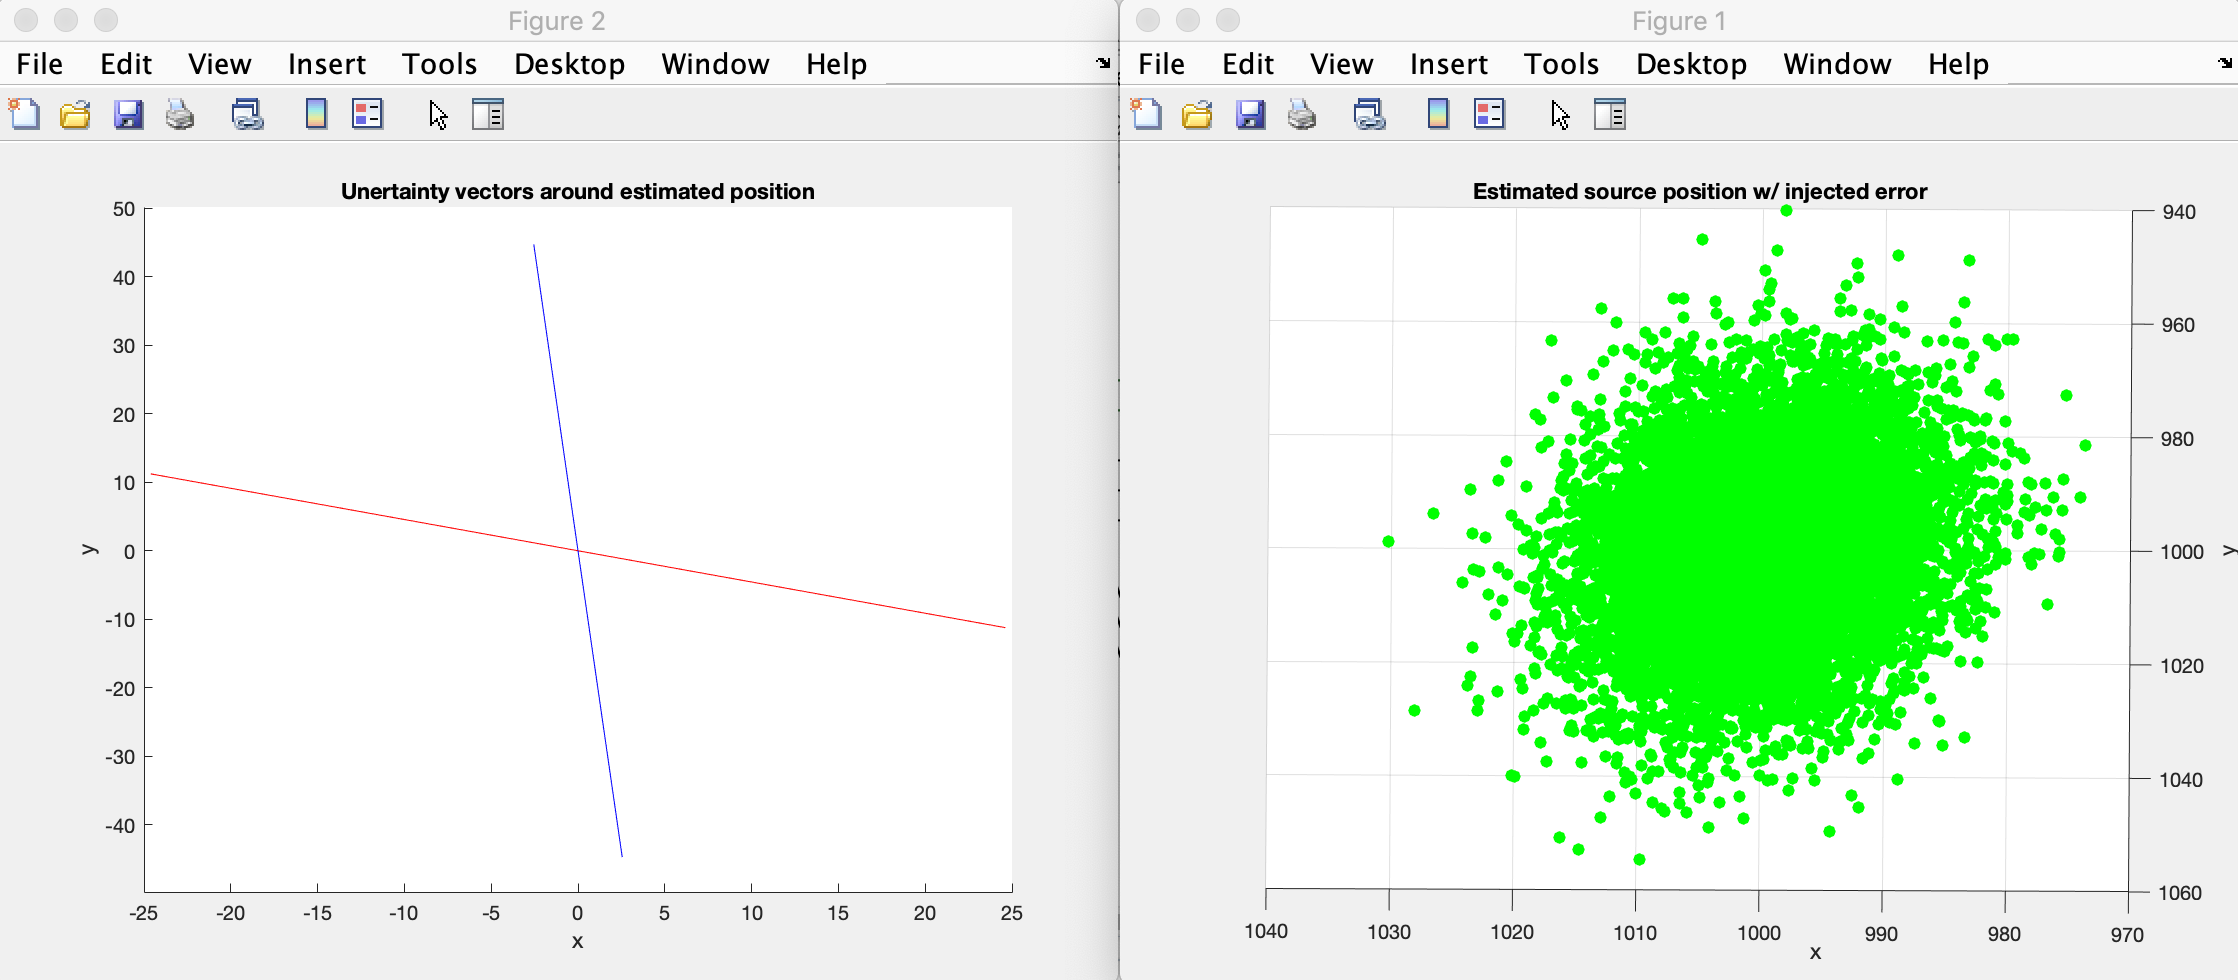 Figure 2
File Edit View Insert Tools Desktop Window Help
Unertainty vectors around estimated position
50
40
30
20
10
0
-10
-20
-30
-40
y
-25 -20 -15 -10 -5 0 5 10 15 20 25
x
Figure 1
File Edit View Insert Tools Desktop Window Help
Estimated source position w/ injected error
940
960
980
1000
1020
1040
1060
y
1040 1030 1020 1010 1000 990 980 970
x